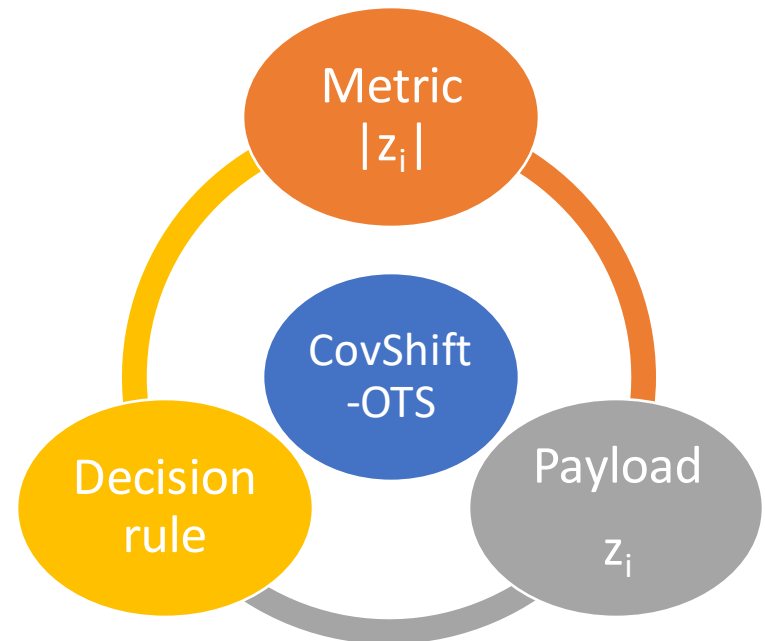 Metric
|zᵢ|
CovShift
-OTS
Decision
rule
Payload
zᵢ